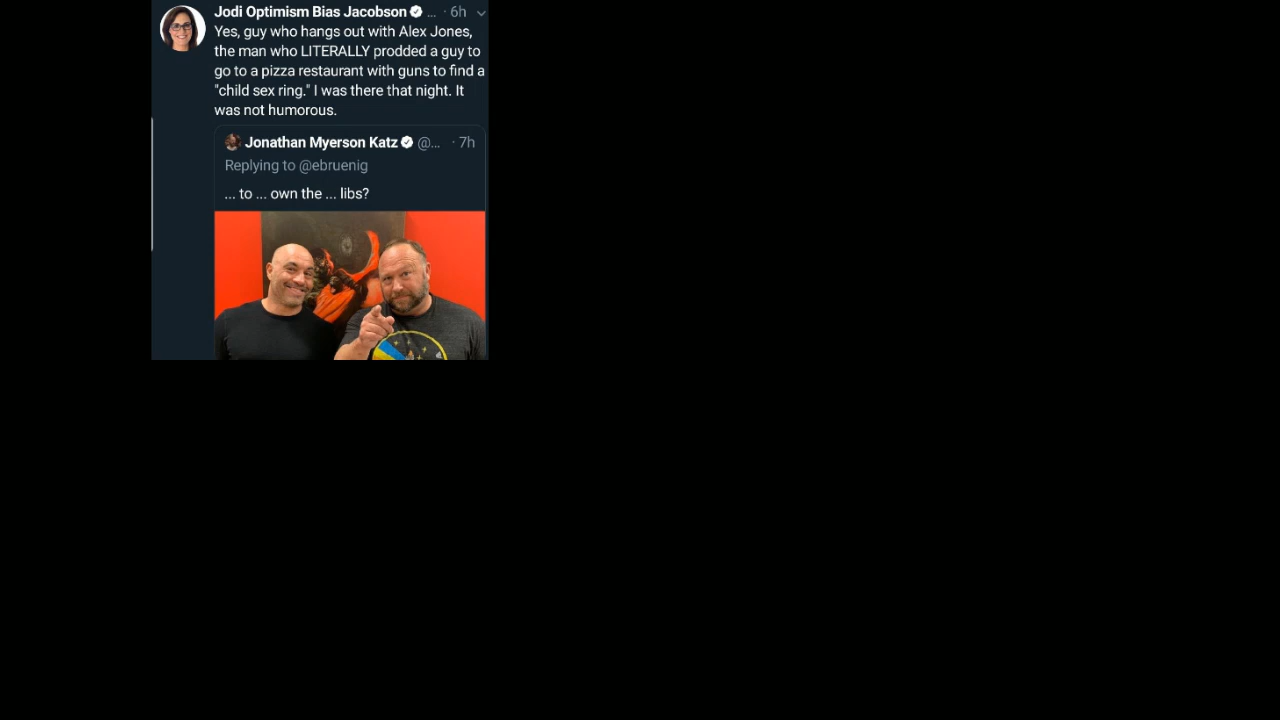 Jodi Optimism Bias Jacobson ... · 6h
Yes, guy who hangs out with Alex Jones,
the man who LITERALLY prodded a guy to
go to a pizza restaurant with guns to find a
"child sex ring." I was there that night. It
was not humorous.
Jonathan Myerson Katz @... · 7h
Replying to @ebruenig
... to ... own the ... libs?